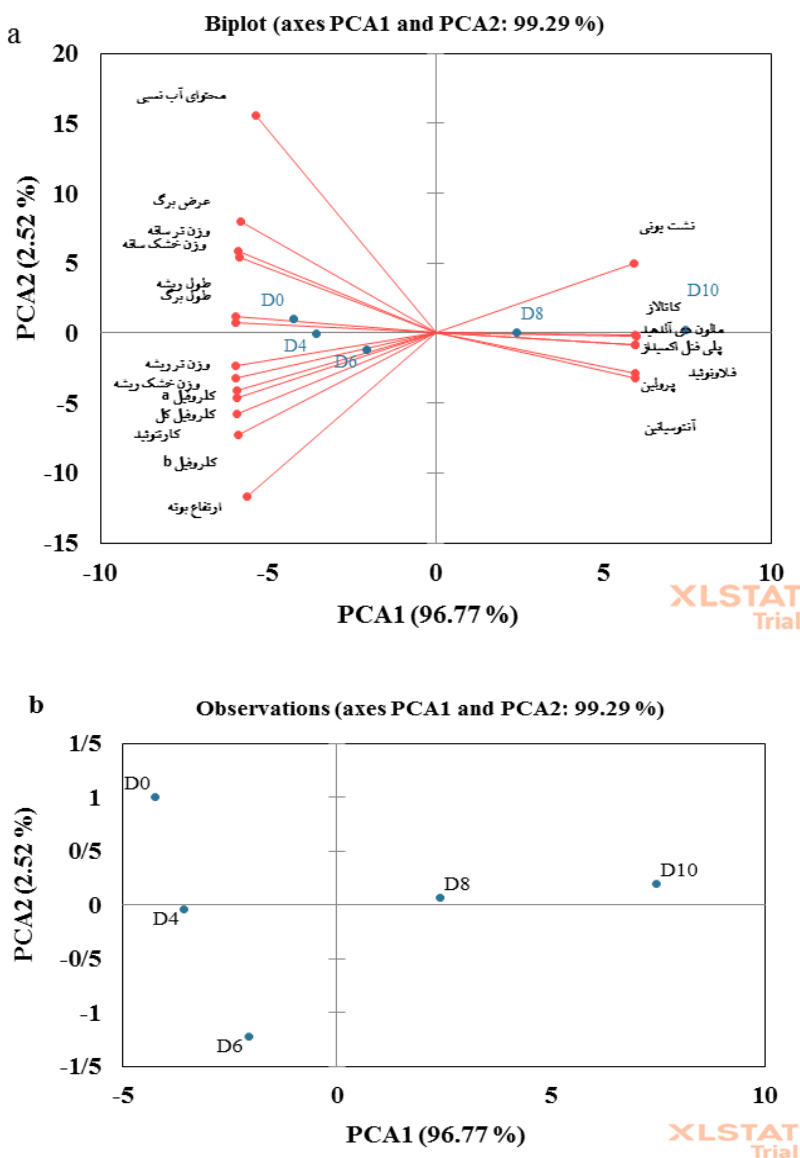 a
Biplot (axes PCA1 and PCA2: 99.29 %)
20
15
10
5
0
-5
-10
-15
PCA2 (2.52 %)
محتوای آب نسبی
عرض برگ
وزن تر ساقه
وزن خشک ساقه
طول ریشه
طول برگ
D0
D4
D6
وزن تر ریشه
وزن خشک ریشه
کلروفیل a
کلروفیل کل
کارتنوئید
کلروفیل b
ارتفاع بوته
نشت یونی
D8
D10
کاتالاز
مالون دی آلدهید
پلی فنل اکسیداز
فلاونوئید
پرولین
آنتوسیانین
-10
-5
0
5
10
PCA1 (96.77 %)
XLSTAT
Trial
b
Observations (axes PCA1 and PCA2: 99.29 %)
1/5
1
0/5
0
-0/5
-1
-1/5
PCA2 (2.52 %)
D0
D4
D6
D8
D10
-5
0
5
10
PCA1 (96.77 %)
XLSTAT
Trial